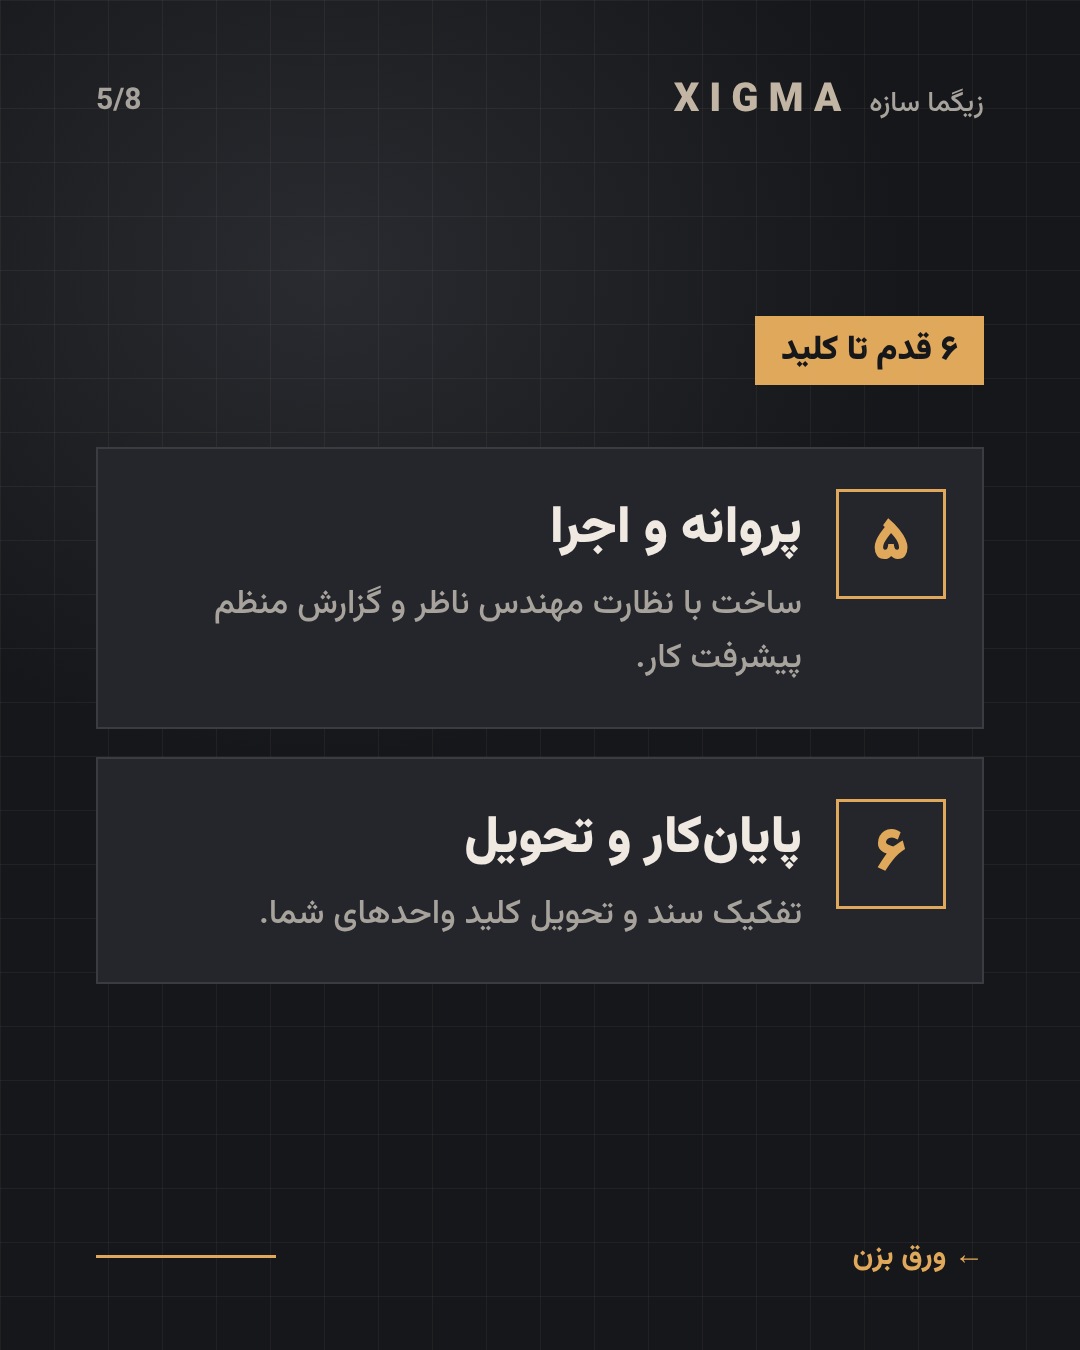 زیگما سازه XIGMA
5/8
۶ قدم تا کلید
۵
پروانه و اجرا
ساخت با نظارت مهندس ناظر و گزارش منظم
پیشرفت کار.
۶
پایان‌کار و تحویل
تفکیک سند و تحویل کلید واحدهای شما.
← ورق بزن